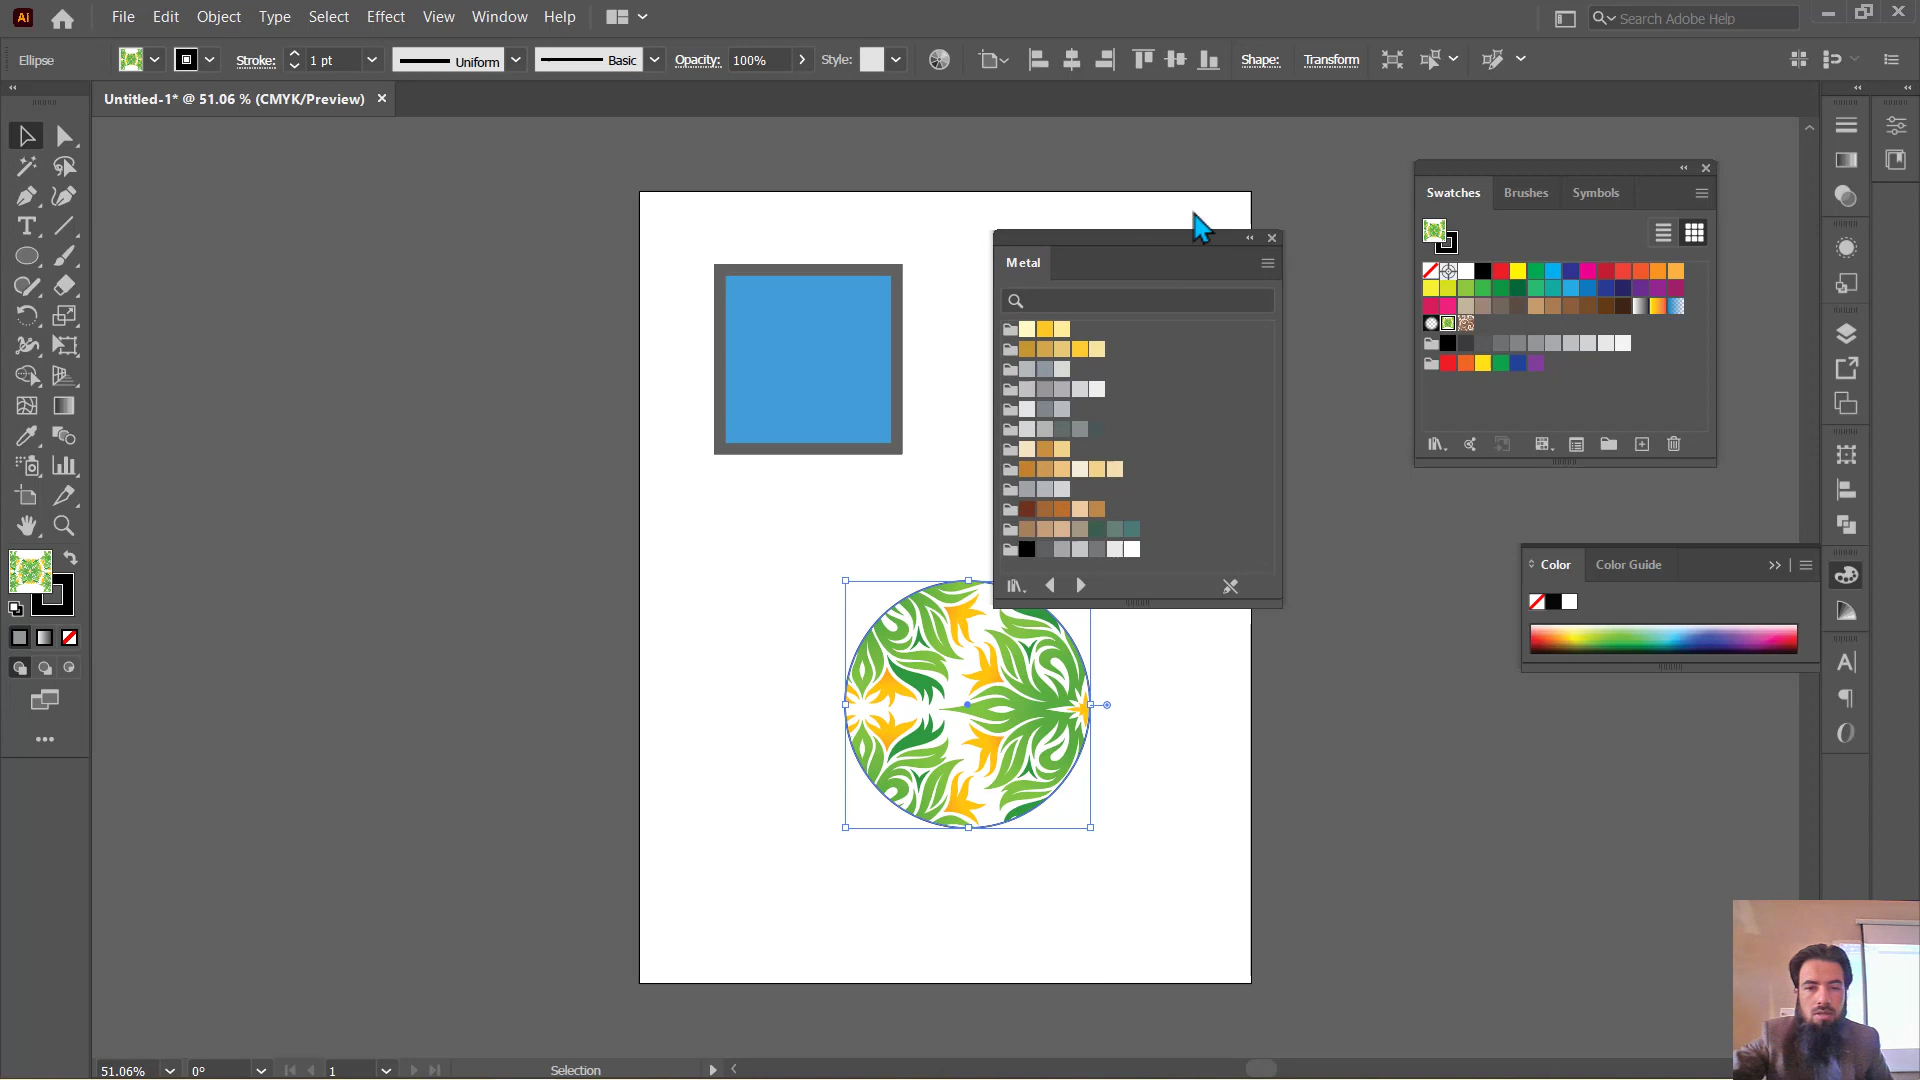 Ai
File Edit Object Type Select Effect View Window Help
Search Adobe Help
Ellipse
Stroke: 1 pt Uniform Basic Opacity: 100% Style: Shape: Transform
Untitled-1* @ 51.06 % (CMYK/Preview)
Swatches Brushes Symbols
Metal
Color Color Guide
51.06% 0° 1 Selection